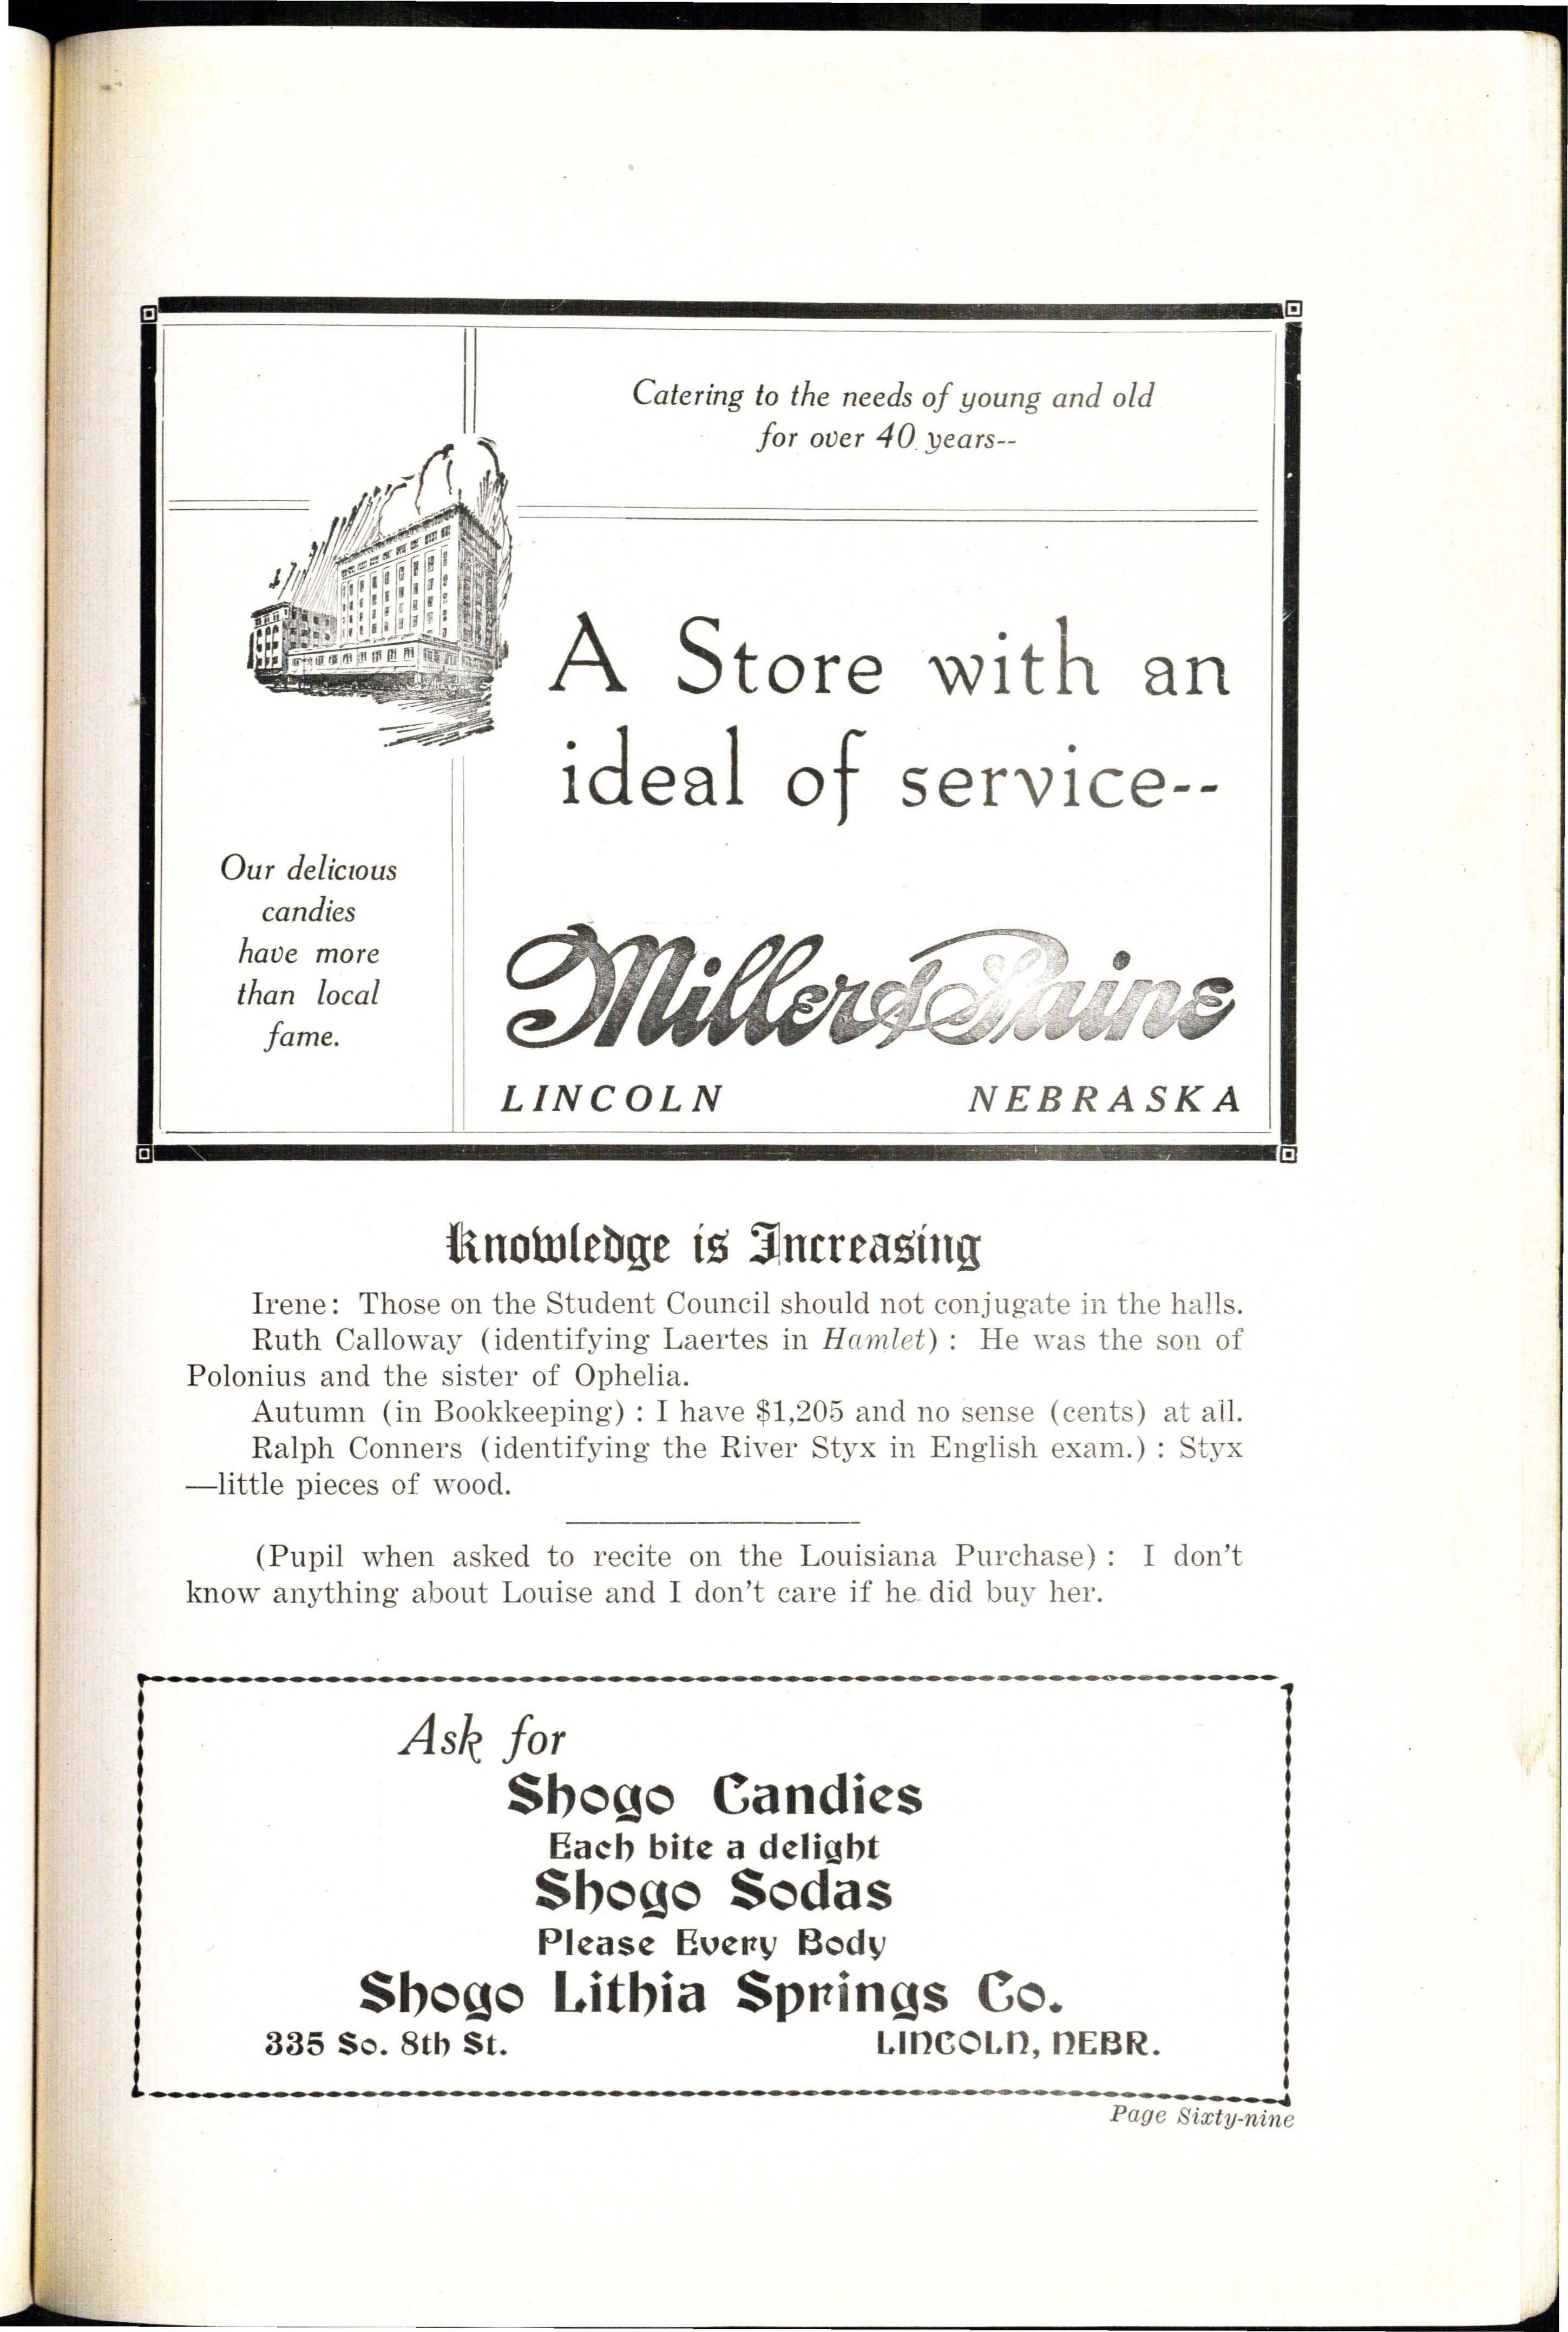 Catering to the needs of young and old
for over 40 years--
A Store with an
ideal of service--
Our delicious
candies
have more
than local
fame.
Miller & Paine
LINCOLN NEBRASKA
Knowledge is Increasing
Irene: Those on the Student Council should not conjugate in the halls.
Ruth Calloway (identifying Laertes in Hamlet) : He was the son of
Polonius and the sister of Ophelia.
Autumn (in Bookkeeping) : I have $1,205 and no sense (cents) at all.
Ralph Conners (identifying the River Styx in English exam.) : Styx
—little pieces of wood.
(Pupil when asked to recite on the Louisiana Purchase) : I don't
know anything about Louise and I don't care if he did buy her.
Ask for
Shogo Candies
Each bite a delight
Shogo Sodas
Please Every Body
Shogo Lithia Springs Co.
335 So. 8th St. LINCOLN, NEBR.
Page Sixty-nine